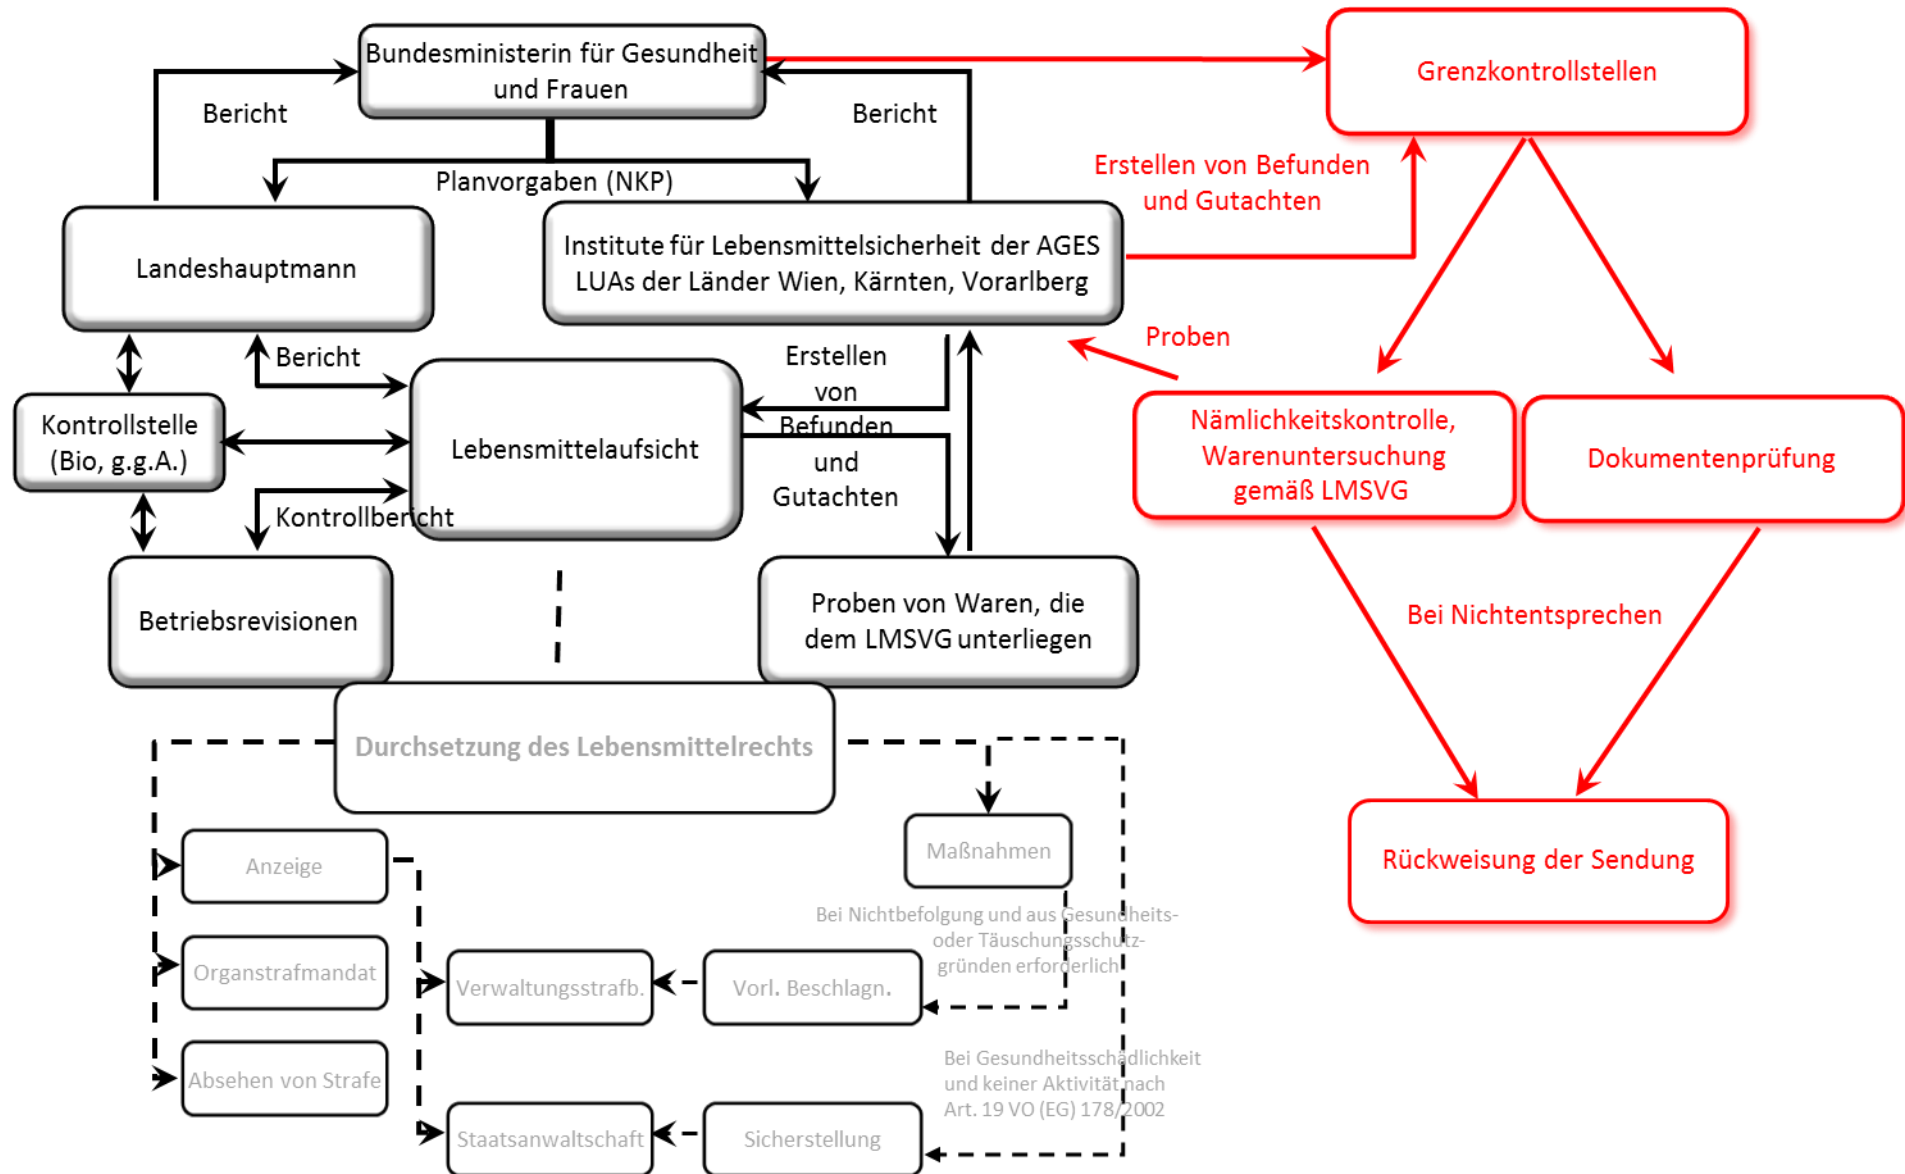 Bundesministerin für Gesundheit
und Frauen
Grenzkontrollstellen
Bericht
Bericht
Planvorgaben (NKP)
Erstellen von Befunden
und Gutachten
Landeshauptmann
Institute für Lebensmittelsicherheit der AGES
LUAs der Länder Wien, Kärnten, Vorarlberg
Proben
Bericht
Erstellen
von
Befunden
und
Gutachten
Kontrollstelle
(Bio, g.g.A.)
Lebensmittelaufsicht
Nämlichkeitskontrolle,
Warenuntersuchung
gemäß LMSVG
Dokumentenprüfung
Kontrollbericht
Betriebsrevisionen
Proben von Waren, die
dem LMSVG unterliegen
Bei Nichtentsprechen
Durchsetzung des Lebensmittelrechts
Anzeige
Maßnahmen
Rückweisung der Sendung
Bei Nichtbefolgung und aus Gesundheits-
oder Täuschungsschutz-
gründen erforderlich
Organstrafmandat
Verwaltungsstrafb.
Vorl. Beschlagn.
Absehen von Strafe
Bei Gesundheitsschädlichkeit
und keiner Aktivität nach
Art. 19 VO (EG) 178/2002
Staatsanwaltschaft
Sicherstellung